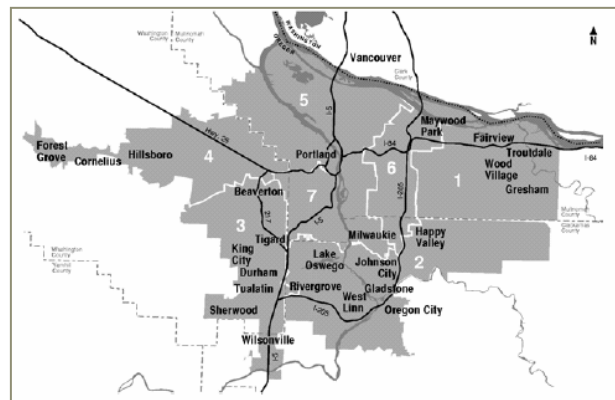 Washington County
Multnomah County
WASHINGTON
OREGON
Vancouver
Clark County
N
5
I-5
Maywood Park
Fairview
Troutdale
I-84
Hwy. 26
Portland
I-84
Wood Village
Forest Grove
Cornelius
Hillsboro
4
6
1
Gresham
Beaverton
7
I-205
217
I-5
Multnomah County
Clackamas County
3
Tigard
Milwaukie
Happy Valley
King City
Lake Oswego
Johnson City
2
Washington County
Yamhill County
Durham
Tualatin
Rivergrove
West Linn
Gladstone
Sherwood
I-205
Oregon City
Wilsonville
I-5